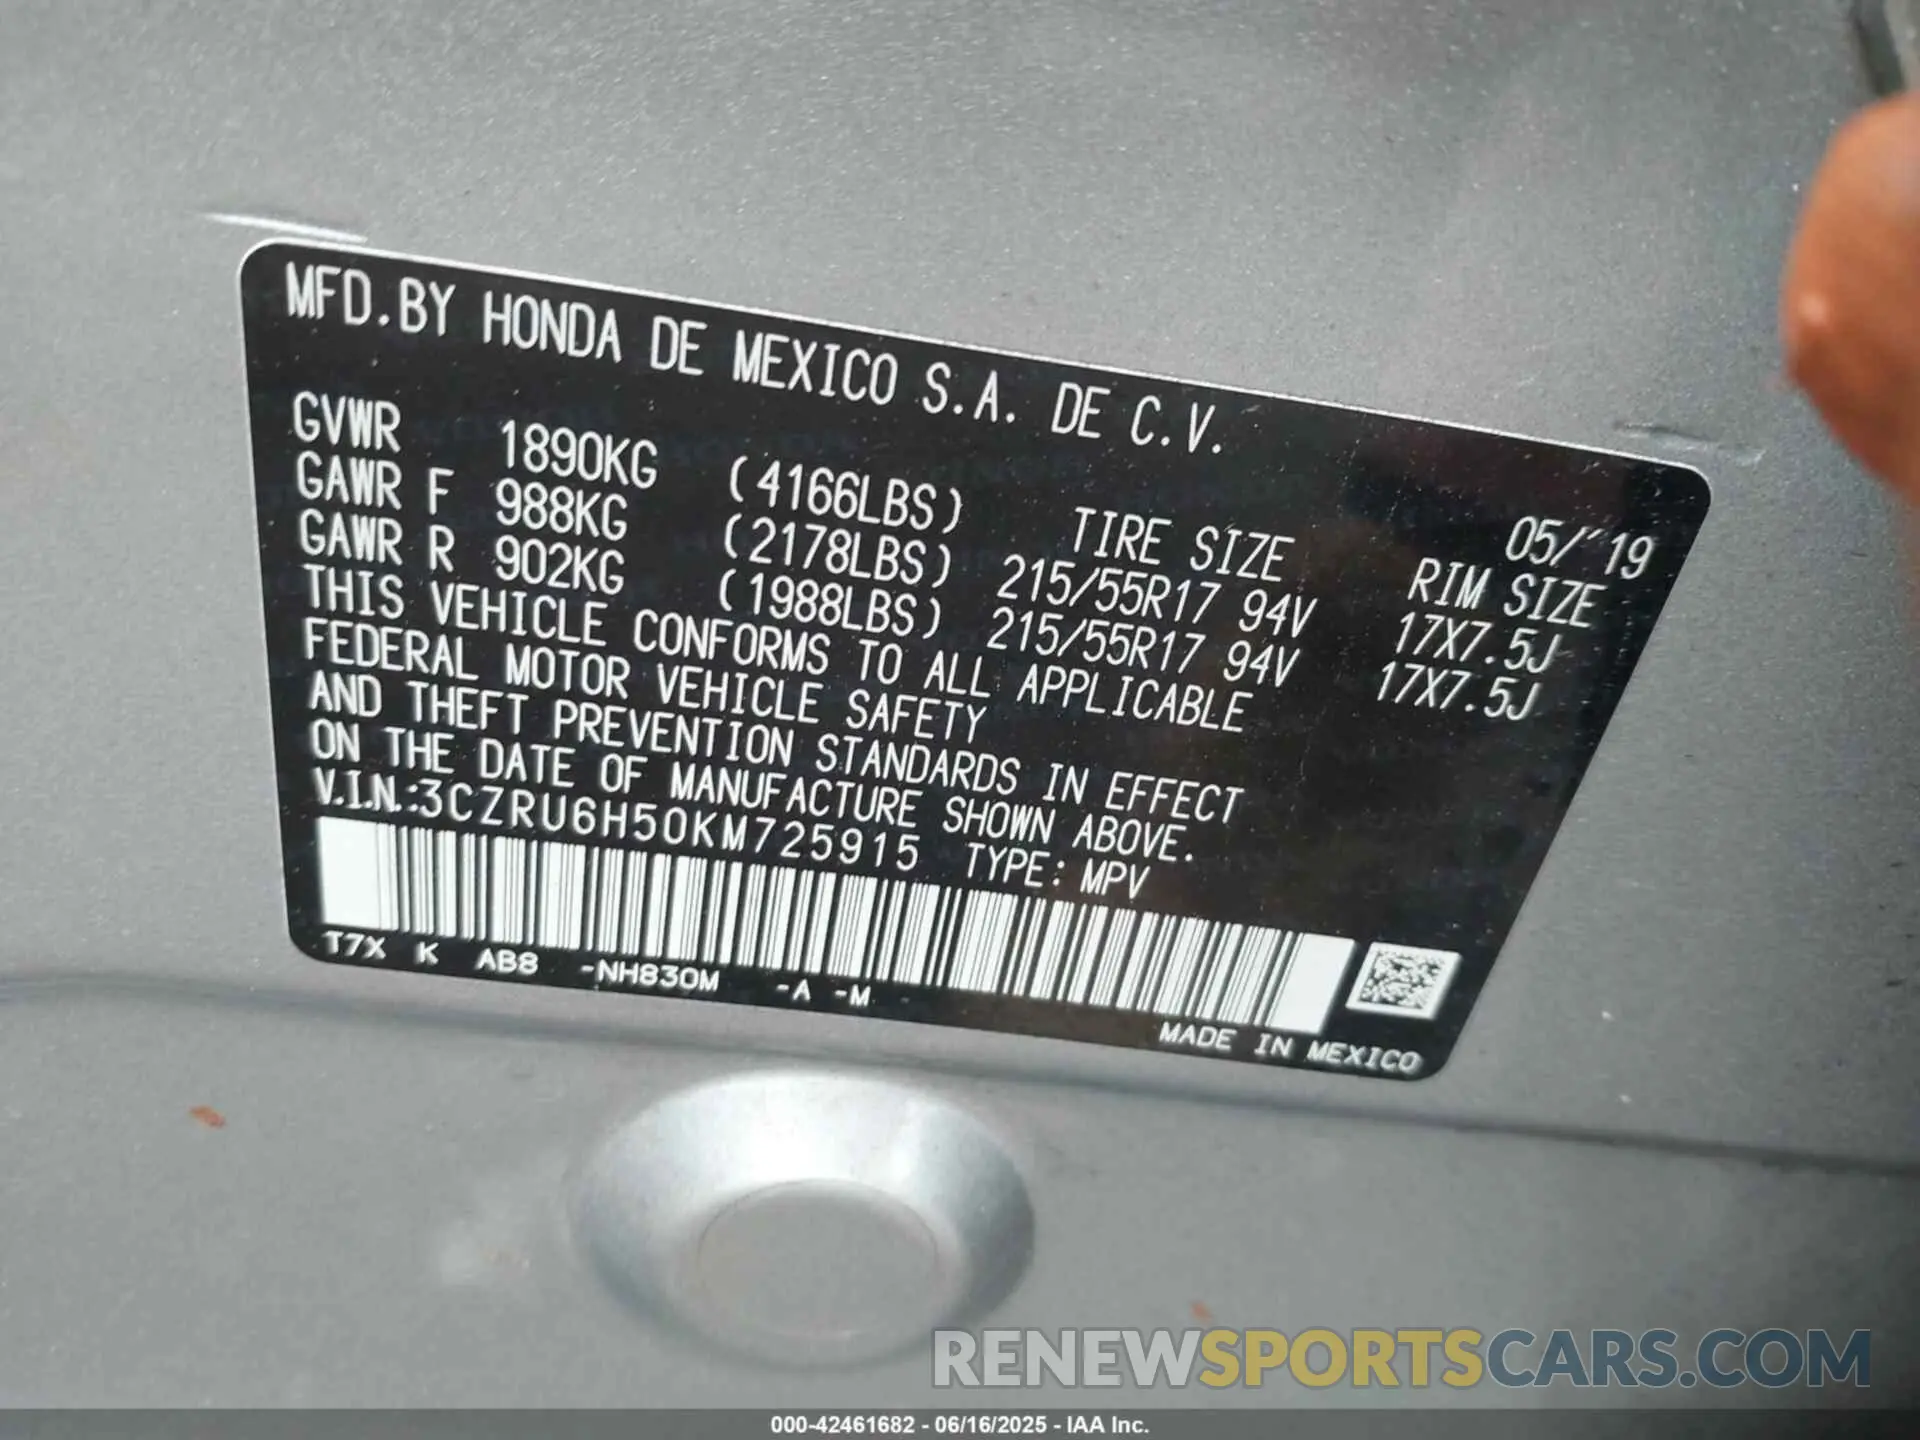 MFD.BY HONDA DE MEXICO S.A. DE C.V.
05/'19
GVWR 1890KG (4166LBS) TIRE SIZE RIM SIZE
GAWR F 988KG (2178LBS) 215/55R17 94V 17X7.5J
GAWR R 902KG (1988LBS) 215/55R17 94V 17X7.5J
THIS VEHICLE CONFORMS TO ALL APPLICABLE
FEDERAL MOTOR VEHICLE SAFETY
AND THEFT PREVENTION STANDARDS IN EFFECT
ON THE DATE OF MANUFACTURE SHOWN ABOVE.
V.I.N.:3CZRU6H50KM725915 TYPE: MPV
T7X K AB8 -NH830M -A -M
MADE IN MEXICO
RENEWSPORTSCARS.COM
000-42461682 - 06/16/2025 - IAA Inc.